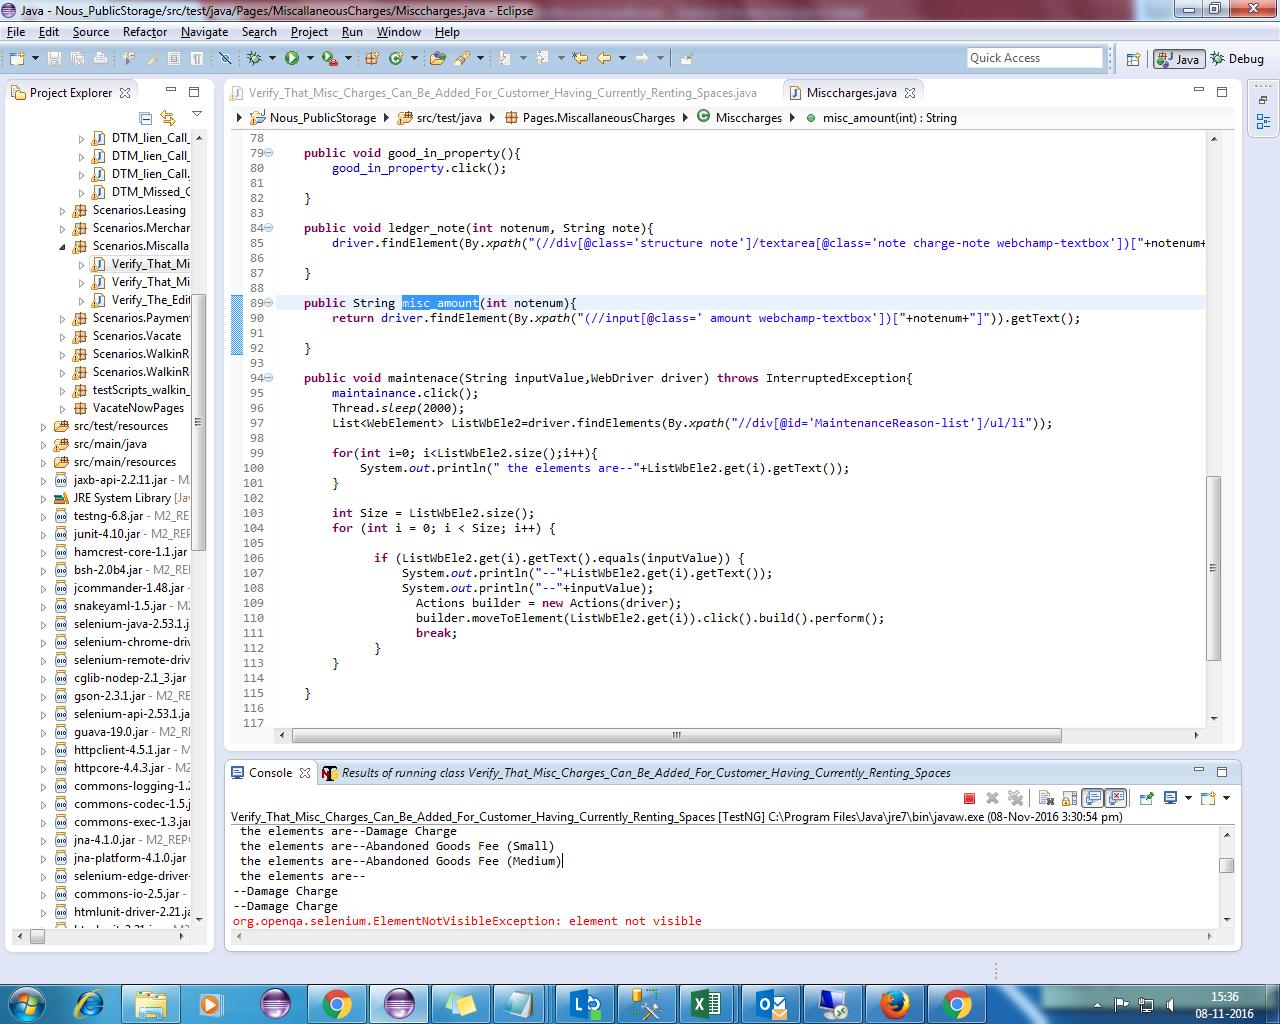 Java - Nous_PublicStorage/src/test/java/Pages/MiscallaneousCharges/Misccharges.java - Eclipse
File Edit Source Refactor Navigate Search Project Run Window Help
Quick Access
Java
Debug
Project Explorer
Verify_That_Misc_Charges_Can_Be_Added_For_Customer_Having_Currently_Renting_Spaces.java
Misccharges.java
Nous_PublicStorage
src/test/java
Pages.MiscallaneousCharges
Misccharges
misc_amount(int) : String
DTM_lien_Call_
DTM_lien_Call_
DTM_lien_Call.
DTM_Missed_C
Scenarios.Leasing
Scenarios.Merchar
Scenarios.Miscalla
Verify_That_Mi
Verify_That_Mi
Verify_The_Edit
Scenarios.Paymen
Scenarios.Vacate
Scenarios.WalkinR
Scenarios.WalkinR
testScripts_walkin_
VacateNowPages
src/test/resources
src/main/java
src/main/resources
jaxb-api-2.2.11.jar - M
JRE System Library [Jav
testng-6.8.jar - M2_REP
junit-4.10.jar - M2_REP
hamcrest-core-1.1.jar
bsh-2.0b4.jar - M2_REP
jcommander-1.48.jar
snakeyaml-1.5.jar - M2
selenium-java-2.53.1.j
selenium-chrome-driv
selenium-remote-driv
cglib-nodep-2.1_3.jar
gson-2.3.1.jar - M2_RE
selenium-api-2.53.1.ja
guava-19.0.jar - M2_RE
httpclient-4.5.1.jar -
httpcore-4.4.3.jar - M2
commons-logging-1.2
commons-codec-1.5.j
commons-exec-1.3.jar
jna-4.1.0.jar - M2_REP
jna-platform-4.1.0.jar
selenium-edge-driver-
commons-io-2.5.jar -
htmlunit-driver-2.21.ja
78
79 public void good_in_property(){
80 good_in_property.click();
81
82 }
83
84 public void ledger_note(int notenum, String note){
85 driver.findElement(By.xpath("(//div[@class='structure note']/textarea[@class='note charge-note webchamp-textbox'])["+notenum+
86
87 }
88
89 public String misc_amount(int notenum){
90 return driver.findElement(By.xpath("(//input[@class=' amount webchamp-textbox'])["+notenum+"]")).getText();
91
92 }
93
94 public void maintenace(String inputValue,WebDriver driver) throws InterruptedException{
95 maintainance.click();
96 Thread.sleep(2000);
97 List<WebElement> ListWbEle2=driver.findElements(By.xpath("//div[@id='MaintenanceReason-list']/ul/li"));
98
99 for(int i=0; i<ListWbEle2.size();i++){
100 System.out.println(" the elements are--"+ListWbEle2.get(i).getText());
101 }
102
103 int Size = ListWbEle2.size();
104 for (int i = 0; i < Size; i++) {
105
106 if (ListWbEle2.get(i).getText().equals(inputValue)) {
107 System.out.println("--"+ListWbEle2.get(i).getText());
108 System.out.println("--"+inputValue);
109 Actions builder = new Actions(driver);
110 builder.moveToElement(ListWbEle2.get(i)).click().build().perform();
111 break;
112 }
113 }
114
115 }
116
117
Console
Results of running class Verify_That_Misc_Charges_Can_Be_Added_For_Customer_Having_Currently_Renting_Spaces
Verify_That_Misc_Charges_Can_Be_Added_For_Customer_Having_Currently_Renting_Spaces [TestNG] C:\Program Files\Java\jre7\bin\javaw.exe (08-Nov-2016 3:30:54 pm)
the elements are--Damage Charge
the elements are--Abandoned Goods Fee (Small)
the elements are--Abandoned Goods Fee (Medium)
the elements are--
--Damage Charge
--Damage Charge
org.openqa.selenium.ElementNotVisibleException: element not visible
15:36
08-11-2016